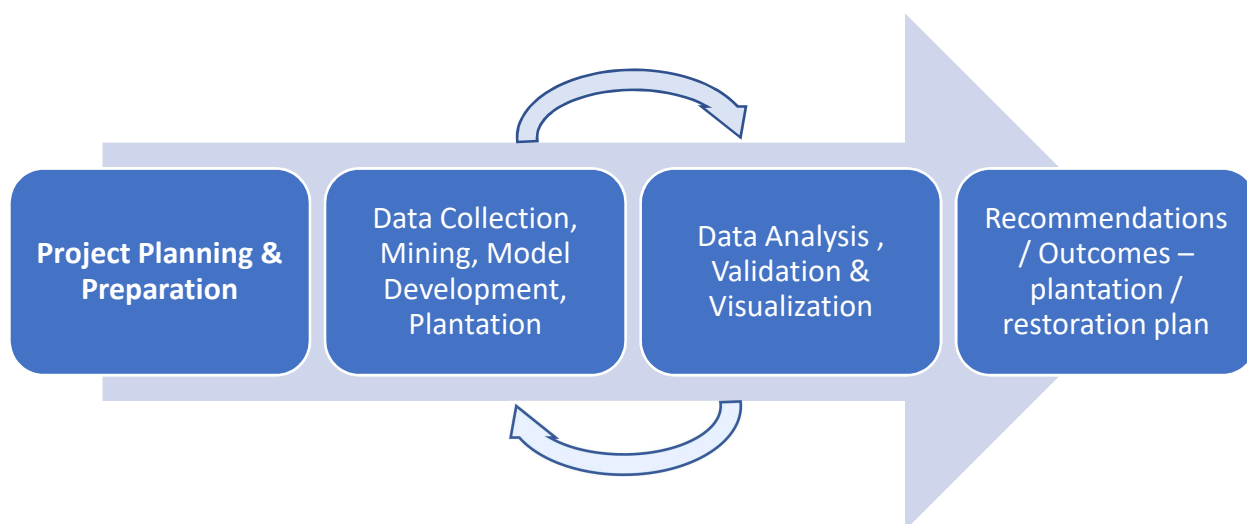 Project Planning &
Preparation
Data Collection,
Mining, Model
Development,
Plantation
Data Analysis ,
Validation &
Visualization
Recommendations
/ Outcomes –
plantation /
restoration plan